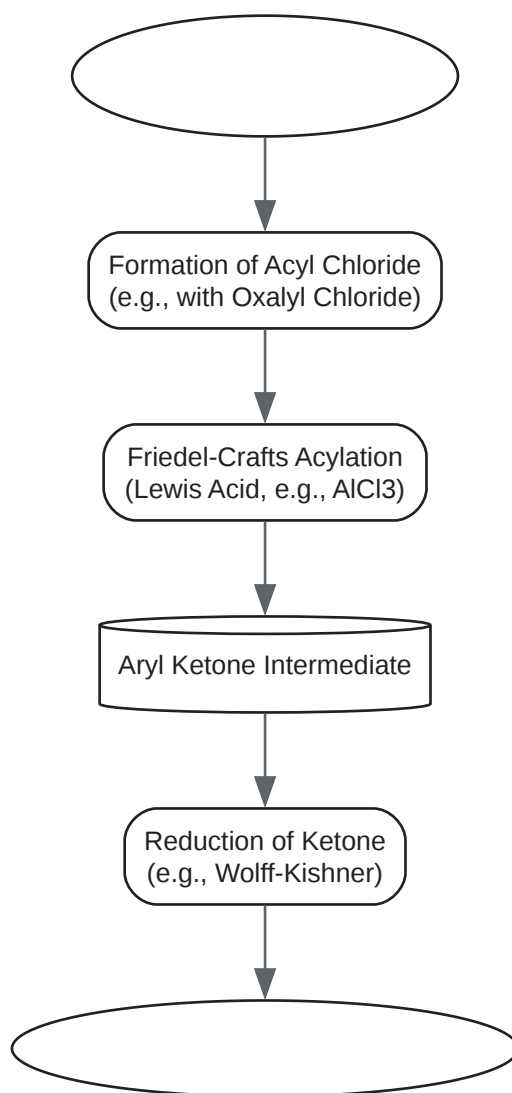 Formation of Acyl Chloride
(e.g., with Oxalyl Chloride)
Friedel-Crafts Acylation
(Lewis Acid, e.g., AlCl3)
Aryl Ketone Intermediate
Reduction of Ketone
(e.g., Wolff-Kishner)